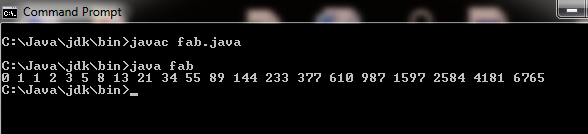 Command Prompt
C:\Java\jdk\bin>javac fab.java
C:\Java\jdk\bin>java fab
0 1 1 2 3 5 8 13 21 34 55 89 144 233 377 610 987 1597 2584 4181 6765
C:\Java\jdk\bin>_